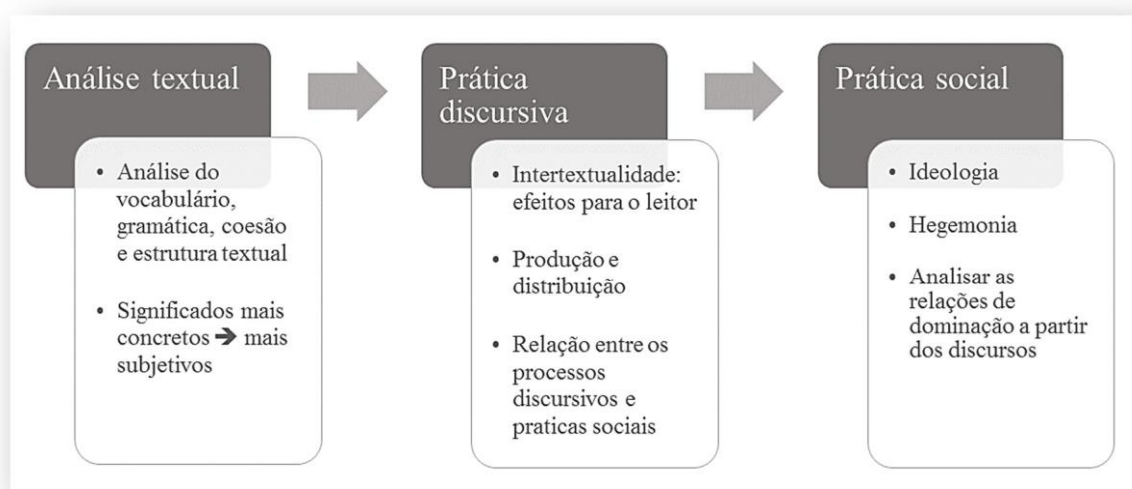 Análise textual
• Análise do
vocabulário,
gramática, coesão
e estrutura textual
• Significados mais
concretos ➔ mais
subjetivos
Prática
discursiva
• Intertextualidade:
efeitos para o leitor
• Produção e
distribuição
• Relação entre os
processos
discursivos e
praticas sociais
Prática social
• Ideologia
• Hegemonia
• Analisar as
relações de
dominação a partir
dos discursos